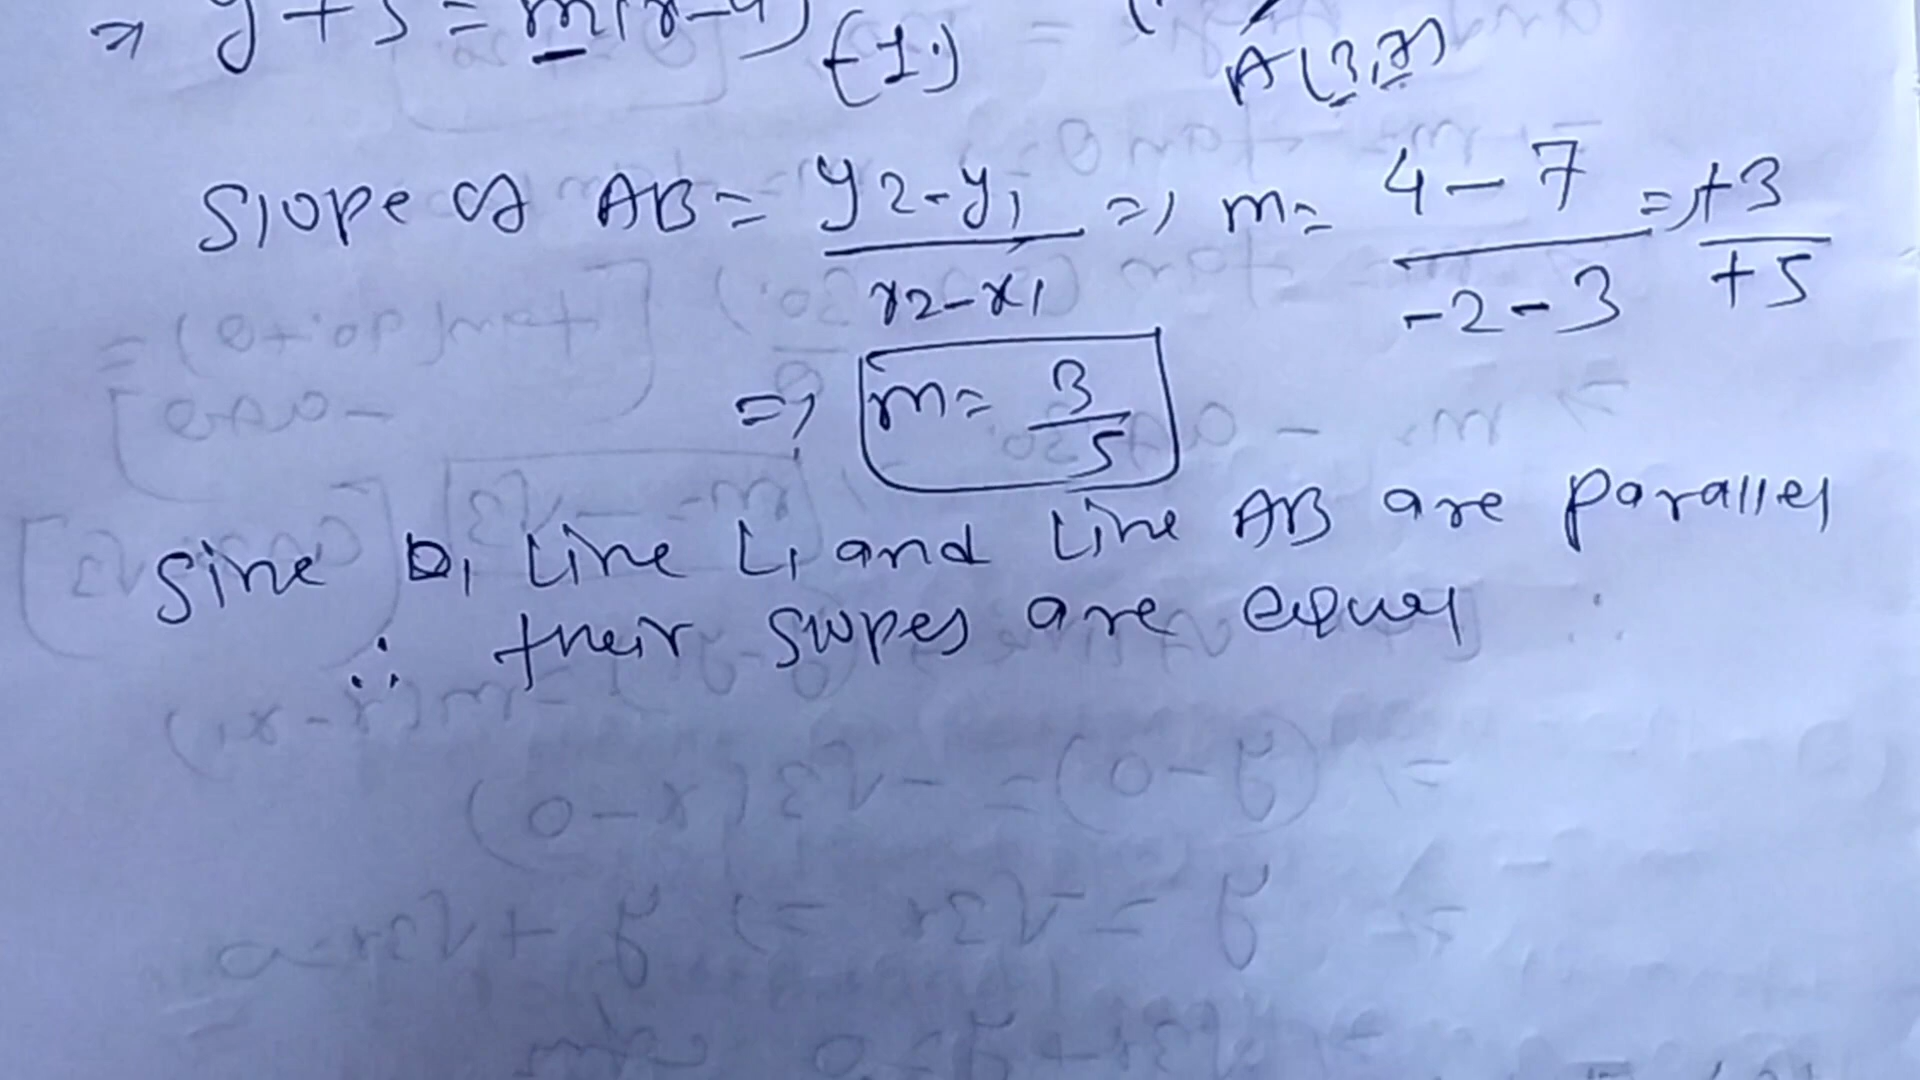 ⇒ y + 5 = m(x-4)
(1.)
A(3,7)
Slope of AB = y2-y1/x2-x1 ⇒ m = 4-7/-2-3 = +3/+5
⇒ m = 3/5
Sine Line L1 and Line AB are parallel
∴ their slopes are equal